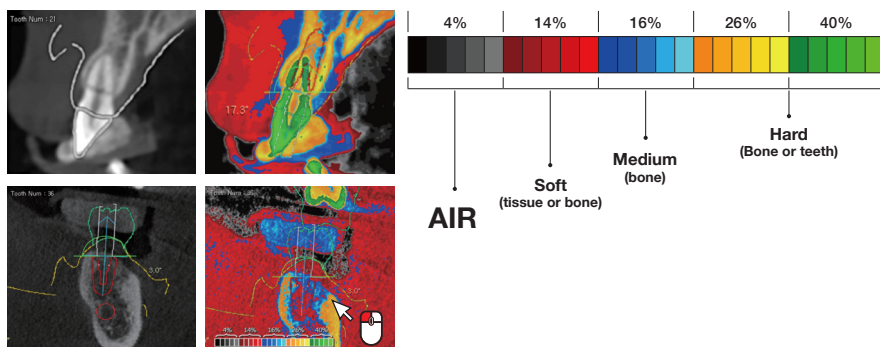 Tooth Num : 21
17.3°
4% 14% 16% 26% 40%
AIR
Soft
(tissue or bone)
Medium
(bone)
Hard
(Bone or teeth)
Tooth Num : 36
3.0°
3.0°
4% 14% 16% 26% 40%